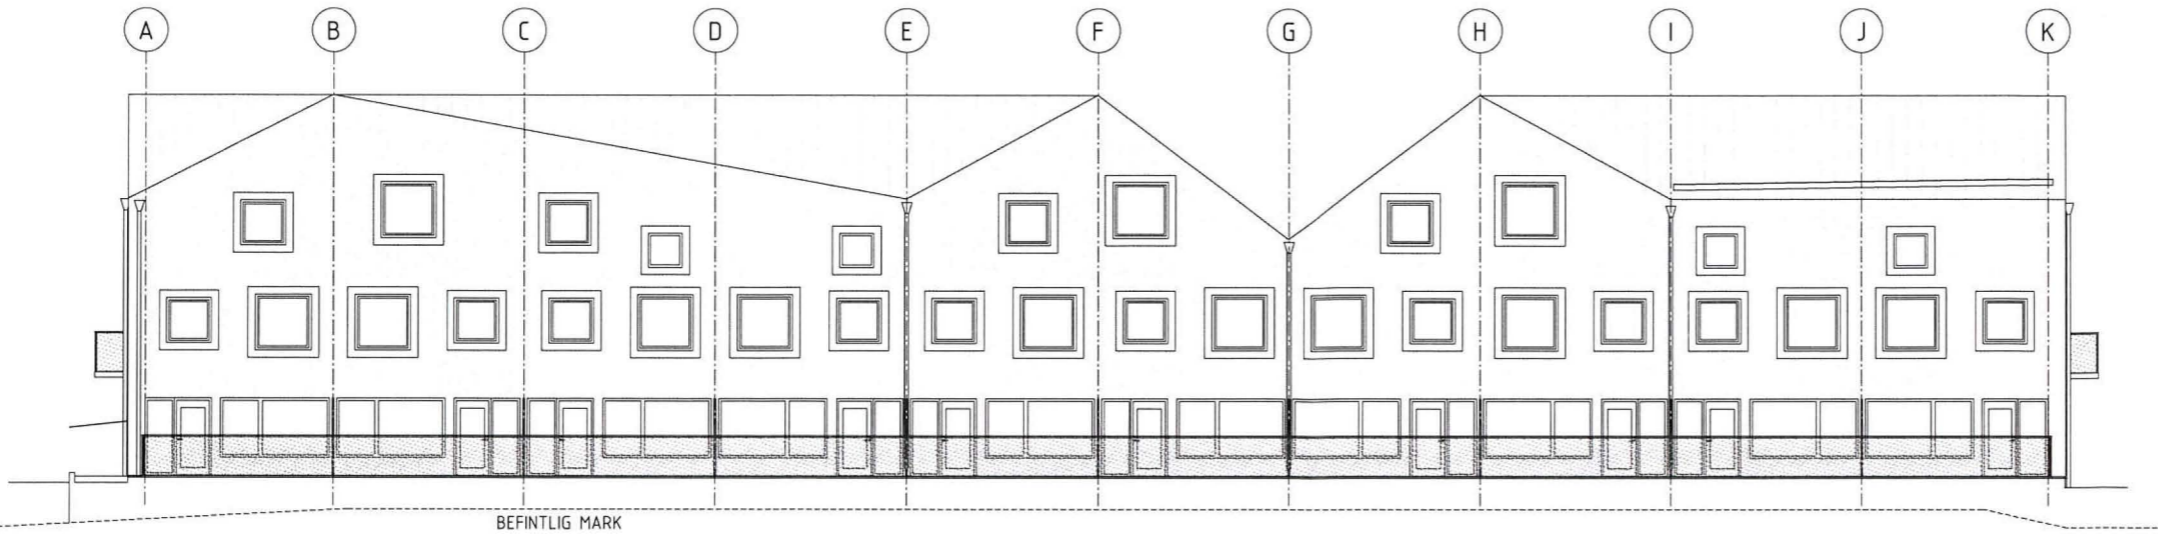 A B C D E F G H I J K
BEFINTLIG MARK